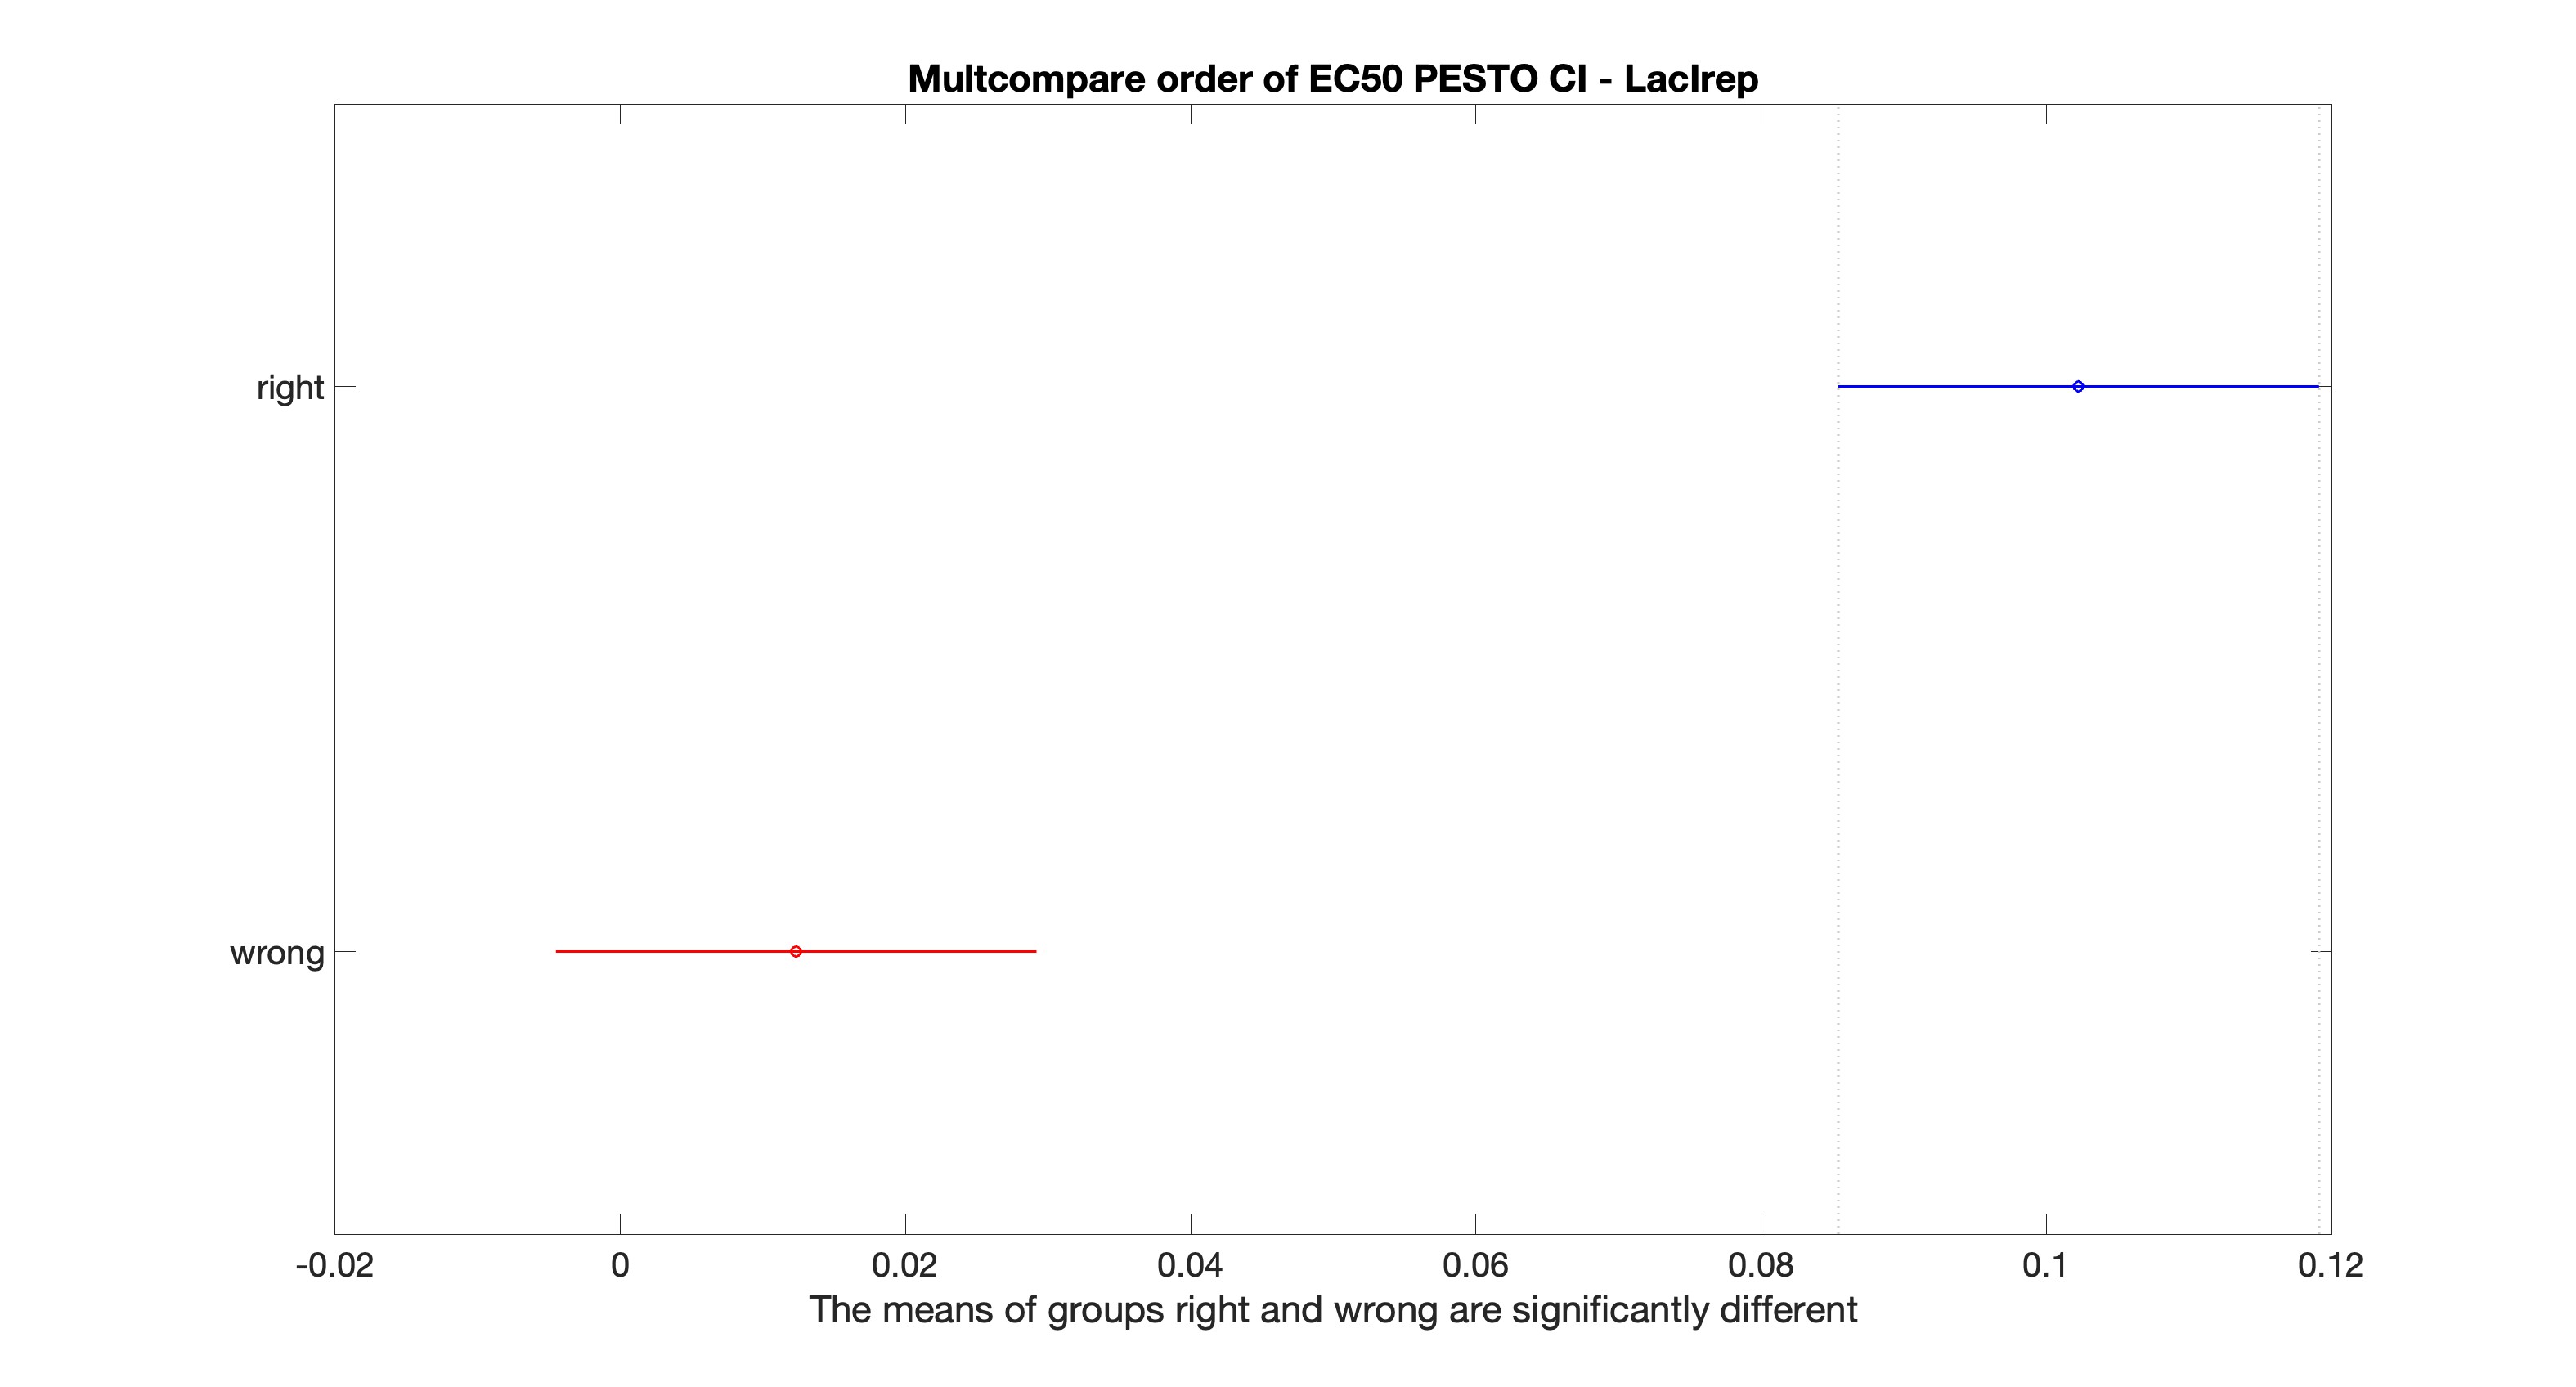 Multcompare order of EC50 PESTO CI - LacIrep
right
wrong
-0.02 0 0.02 0.04 0.06 0.08 0.1 0.12
The means of groups right and wrong are significantly different